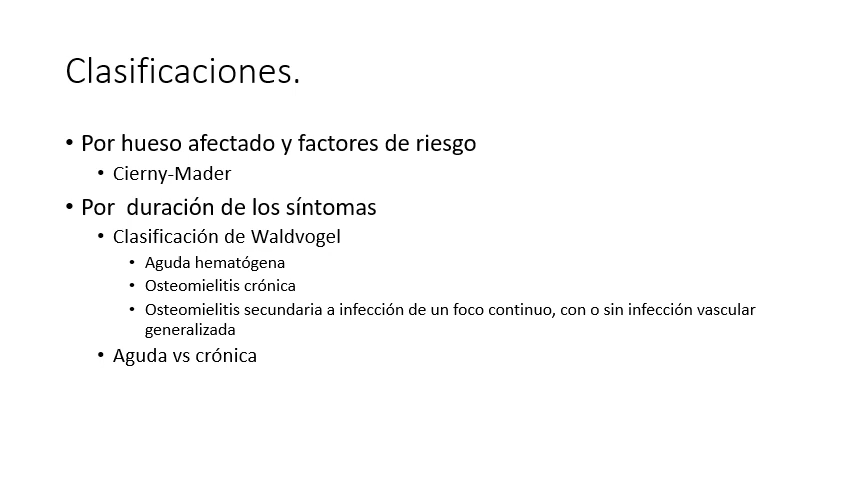 Clasificaciones.
• Por hueso afectado y factores de riesgo
• Cierny-Mader
• Por  duración de los síntomas
• Clasificación de Waldvogel
• Aguda hematógena
• Osteomielitis crónica
• Osteomielitis secundaria a infección de un foco continuo, con o sin infección vascular
generalizada
• Aguda vs crónica